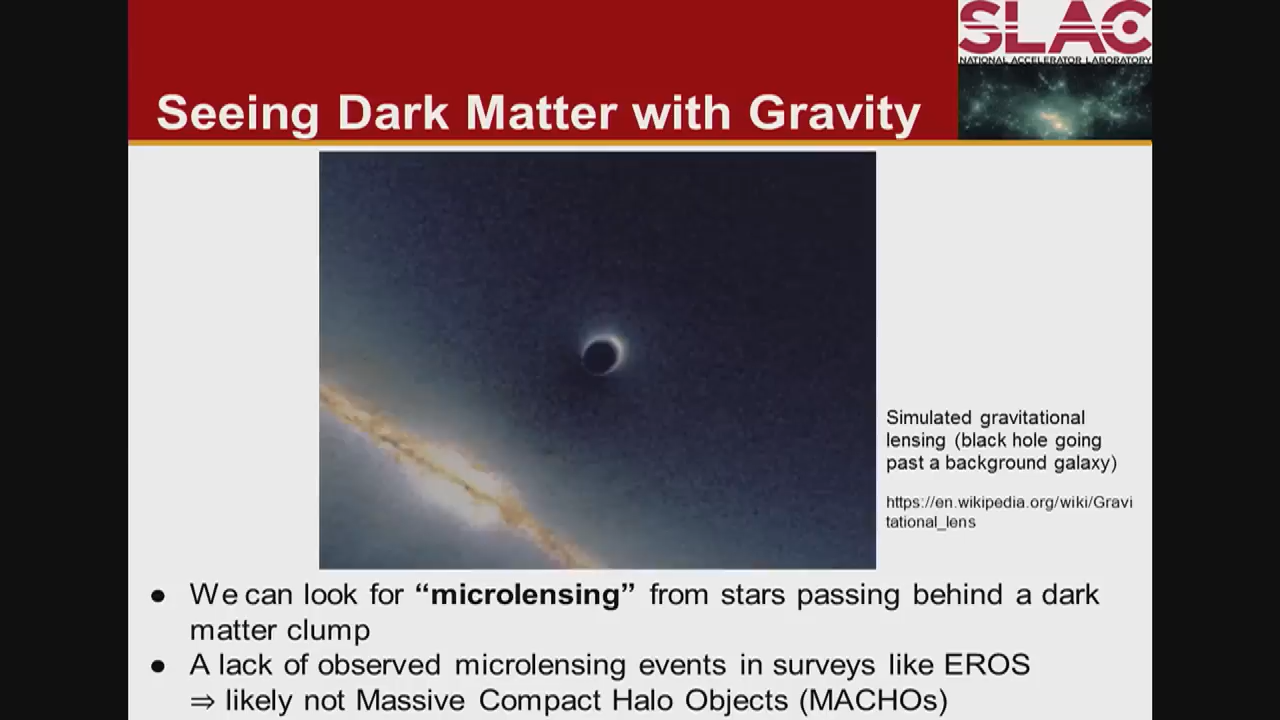 SLAC
NATIONAL ACCELERATOR LABORATORY
Seeing Dark Matter with Gravity
Simulated gravitational
lensing (black hole going
past a background galaxy)
https://en.wikipedia.org/wiki/Gravi
tational_lens
● We can look for “microlensing” from stars passing behind a dark
matter clump
● A lack of observed microlensing events in surveys like EROS
⇒ likely not Massive Compact Halo Objects (MACHOs)